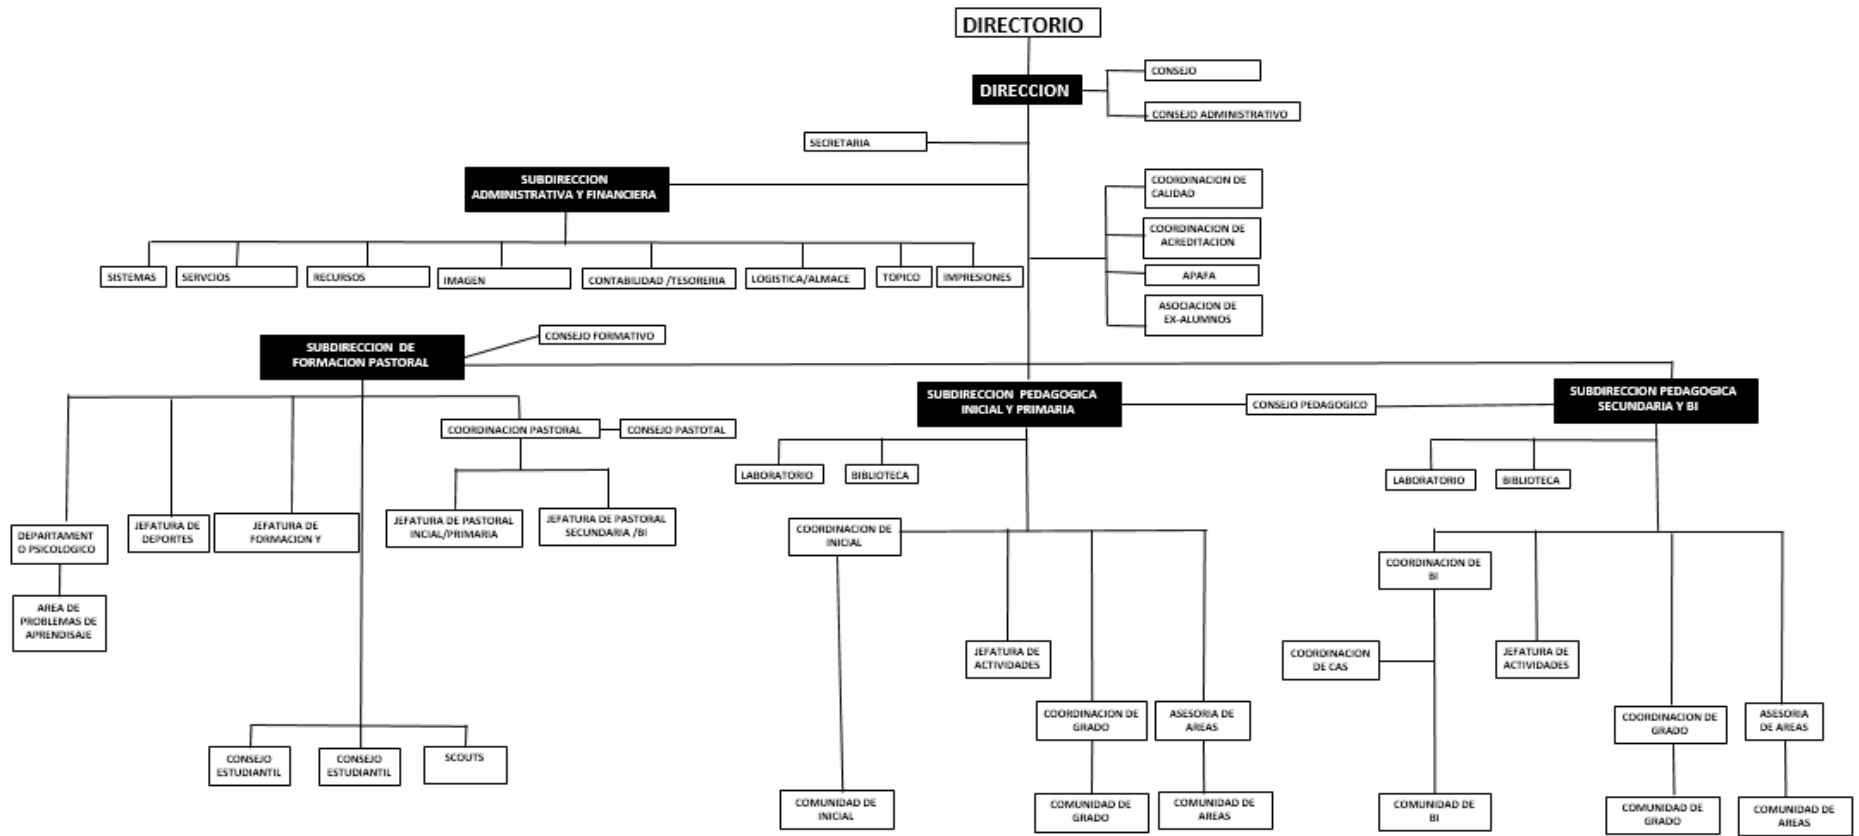 DIRECTORIO
DIRECCION
CONSEJO
CONSEJO ADMINISTRATIVO
SECRETARIA
SUBDIRECCION
ADMINISTRATIVA Y FINANCIERA
COORDINACION DE
CALIDAD
COORDINACION DE
ACREDITACION
APAFA
ASOCIACION DE
EX-ALUMNOS
SISTEMAS
SERVCIOS
RECURSOS
IMAGEN
CONTABILIDAD /TESORERIA
LOGISTICA/ALMACE
TOPICO
IMPRESIONES
CONSEJO FORMATIVO
SUBDIRECCION DE
FORMACION PASTORAL
SUBDIRECCION PEDAGOGICA
INICIAL Y PRIMARIA
CONSEJO PEDAGOGICO
SUBDIRECCION PEDAGOGICA
SECUNDARIA Y BI
COORDINACION PASTORAL
CONSEJO PASTOTAL
LABORATORIO
BIBLIOTECA
LABORATORIO
BIBLIOTECA
DEPARTAMENT
O PSICOLOGICO
JEFATURA DE
DEPORTES
JEFATURA DE
FORMACION Y
JEFATURA DE PASTORAL
INCIAL/PRIMARIA
JEFATURA DE PASTORAL
SECUNDARIA /BI
COORDINACION DE
INICIAL
COORDINACION DE
BI
AREA DE
PROBLEMAS DE
APRENDISAJE
JEFATURA DE
ACTIVIDADES
COORDINACION
DE CAS
JEFATURA DE
ACTIVIDADES
COORDINACION DE
GRADO
ASESORIA DE
AREAS
COORDINACION DE
GRADO
ASESORIA
DE AREAS
CONSEJO
ESTUDIANTIL
CONSEJO
ESTUDIANTIL
SCOUTS
COMUNIDAD DE
INICIAL
COMUNIDAD DE
GRADO
COMUNIDAD DE
AREAS
COMUNIDAD DE
BI
COMUNIDAD DE
GRADO
COMUNIDAD DE
AREAS